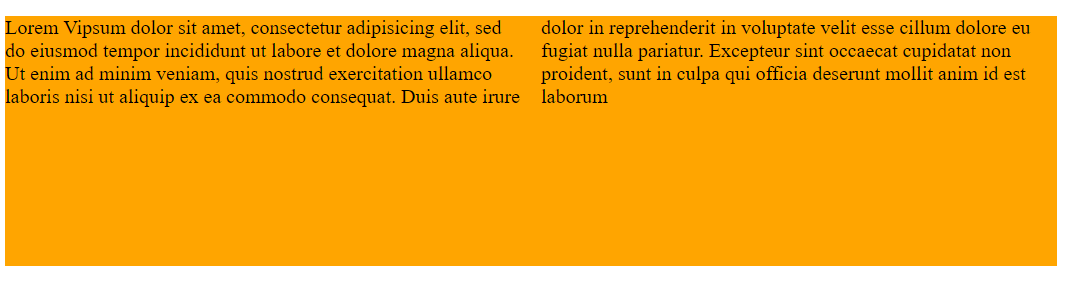 Lorem Vipsum dolor sit amet, consectetur adipisicing elit, sed
do eiusmod tempor incididunt ut labore et dolore magna aliqua.
Ut enim ad minim veniam, quis nostrud exercitation ullamco
laboris nisi ut aliquip ex ea commodo consequat. Duis aute irure
dolor in reprehenderit in voluptate velit esse cillum dolore eu
fugiat nulla pariatur. Excepteur sint occaecat cupidatat non
proident, sunt in culpa qui officia deserunt mollit anim id est
laborum